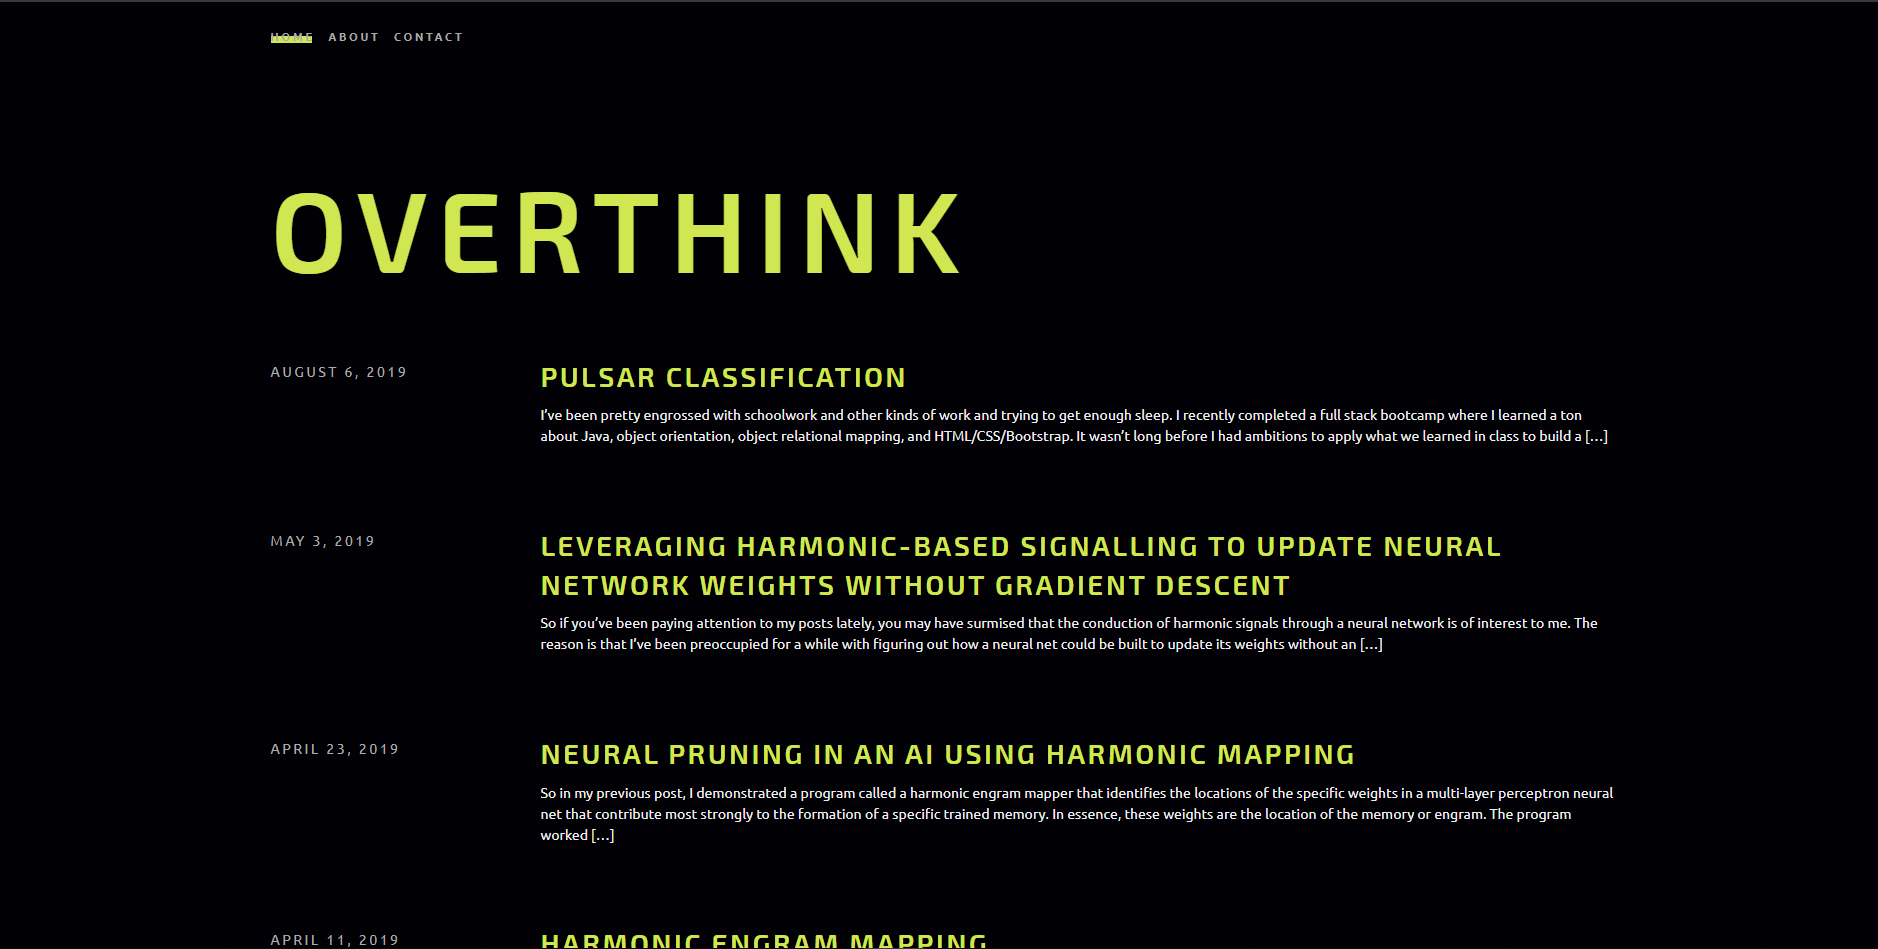 HOME ABOUT CONTACT
OVERTHINK
AUGUST 6, 2019
PULSAR CLASSIFICATION
I’ve been pretty engrossed with schoolwork and other kinds of work and trying to get enough sleep. I recently completed a full stack bootcamp where I learned a ton
about Java, object orientation, object relational mapping, and HTML/CSS/Bootstrap. It wasn’t long before I had ambitions to apply what we learned in class to build a […]
MAY 3, 2019
LEVERAGING HARMONIC-BASED SIGNALLING TO UPDATE NEURAL
NETWORK WEIGHTS WITHOUT GRADIENT DESCENT
So if you’ve been paying attention to my posts lately, you may have surmised that the conduction of harmonic signals through a neural network is of interest to me. The
reason is that I’ve been preoccupied for a while with figuring out how a neural net could be built to update its weights without an […]
APRIL 23, 2019
NEURAL PRUNING IN AN AI USING HARMONIC MAPPING
So in my previous post, I demonstrated a program called a harmonic engram mapper that identifies the locations of the specific weights in a multi-layer perceptron neural
net that contribute most strongly to the formation of a specific trained memory. In essence, these weights are the location of the memory or engram. The program
worked […]
APRIL 11, 2019
HARMONIC ENGRAM MAPPING